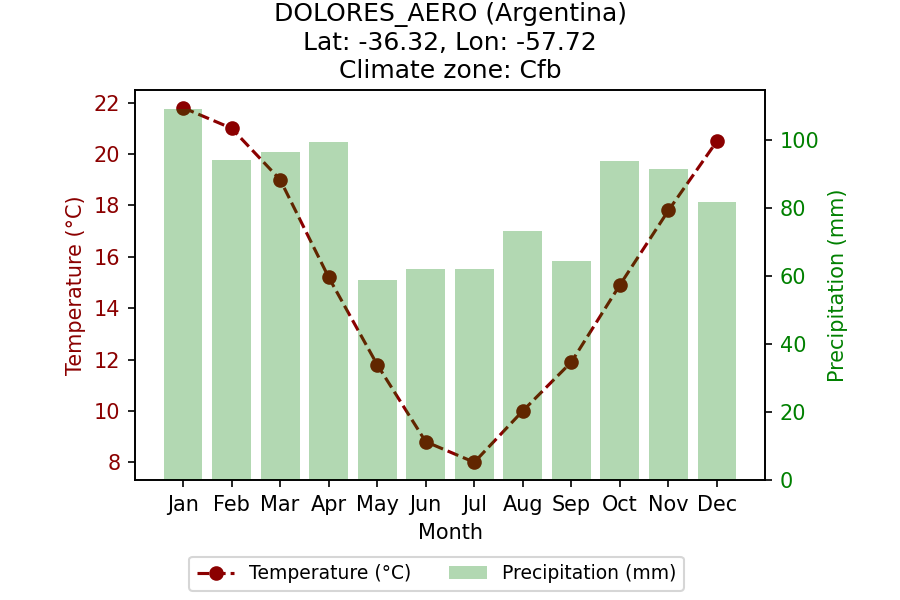 DOLORES_AERO (Argentina)
Lat: -36.32, Lon: -57.72
Climate zone: Cfb
22
20
18
16
14
12
10
8
Temperature (°C)
100
80
60
40
20
0
Precipitation (mm)
Jan Feb Mar Apr May Jun Jul Aug Sep Oct Nov Dec
Month
Temperature (°C) Precipitation (mm)